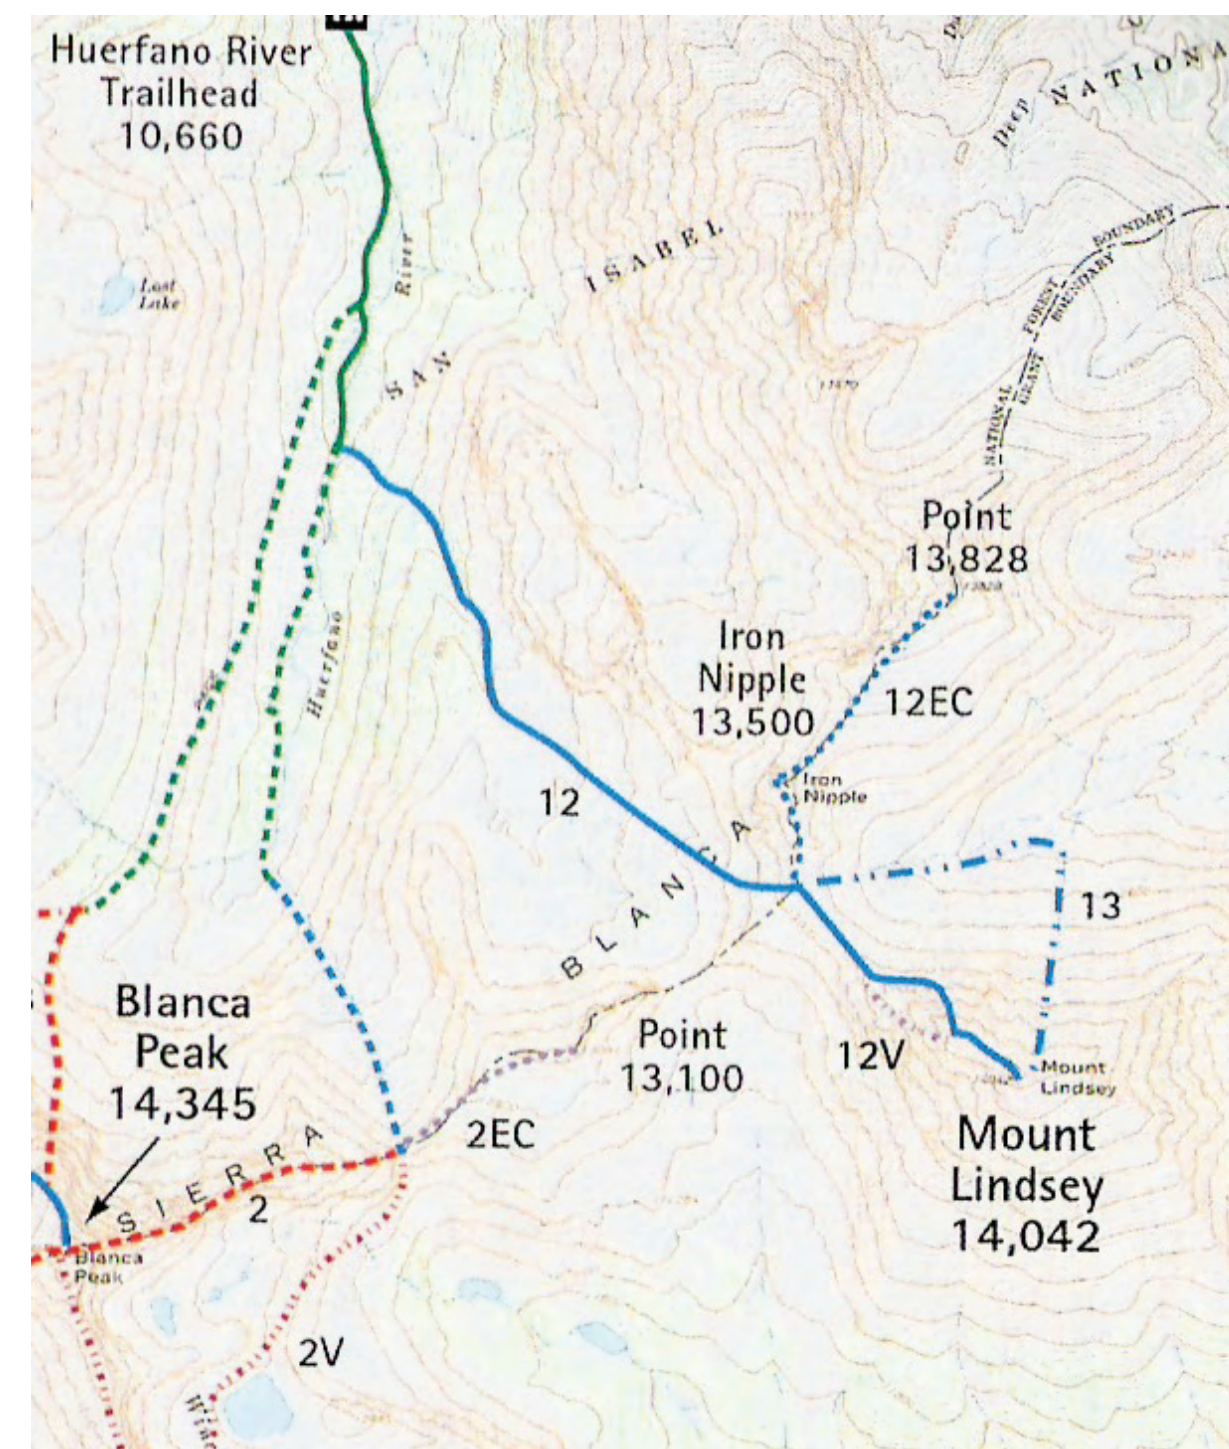 E
Huerfano River
Trailhead
10,660
Deep
NATIONA
River
ISABEL
BOUNDARY
Lost
Lake
FOREST
BOUNDARY
SAN
NATIONAL
GRANT
Point
13,828
13828
Iron
Nipple
13,500
Huerfano
12EC
Iron
Nipple
12
BLANCA
13
Blanca
Peak
14,345
Point
13,100
12V
Mount
Lindsey
2EC
Mount
Lindsey
14,042
SIERRA
2
Blanca
Peak
2V